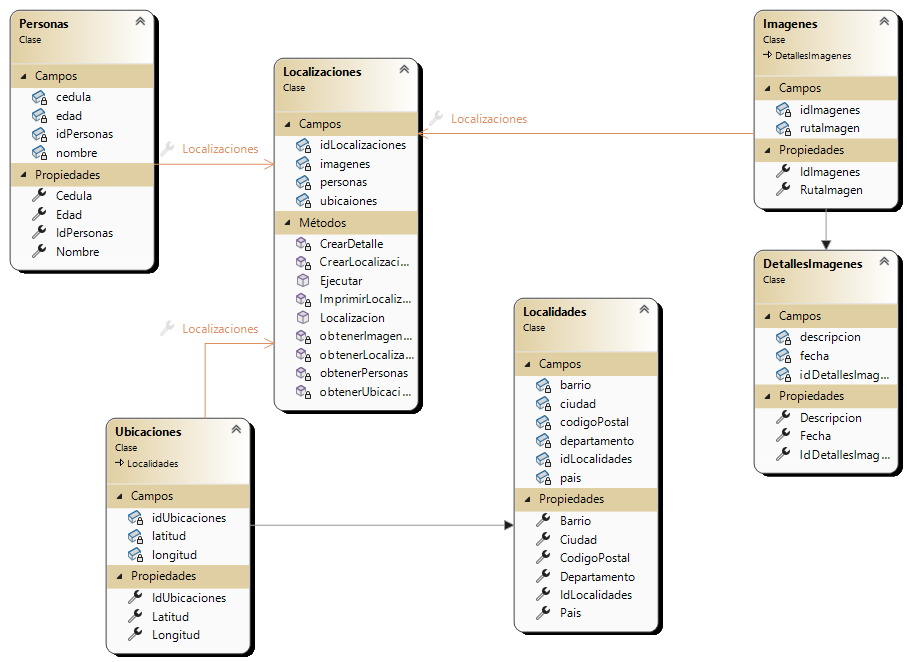 Personas
Clase
Campos
cedula
edad
idPersonas
nombre
Propiedades
Cedula
Edad
IdPersonas
Nombre
Localizaciones
Localizaciones
Clase
Campos
idLocalizaciones
imagenes
personas
ubicaiones
Métodos
CrearDetalle
CrearLocalizaci...
Ejecutar
ImprimirLocaliz...
Localizacion
obtenerImagen...
obtenerLocaliza...
obtenerPersonas
obtenerUbicaci...
Localizaciones
Imagenes
Clase
DetallesImagenes
Campos
idImagenes
rutaImagen
Propiedades
IdImagenes
RutaImagen
DetallesImagenes
Clase
Campos
descripcion
fecha
idDetallesImag...
Propiedades
Descripcion
Fecha
IdDetallesImag...
Localizaciones
Ubicaciones
Clase
Localidades
Campos
idUbicaciones
latitud
longitud
Propiedades
IdUbicaciones
Latitud
Longitud
Localidades
Clase
Campos
barrio
ciudad
codigoPostal
departamento
idLocalidades
pais
Propiedades
Barrio
Ciudad
CodigoPostal
Departamento
IdLocalidades
Pais